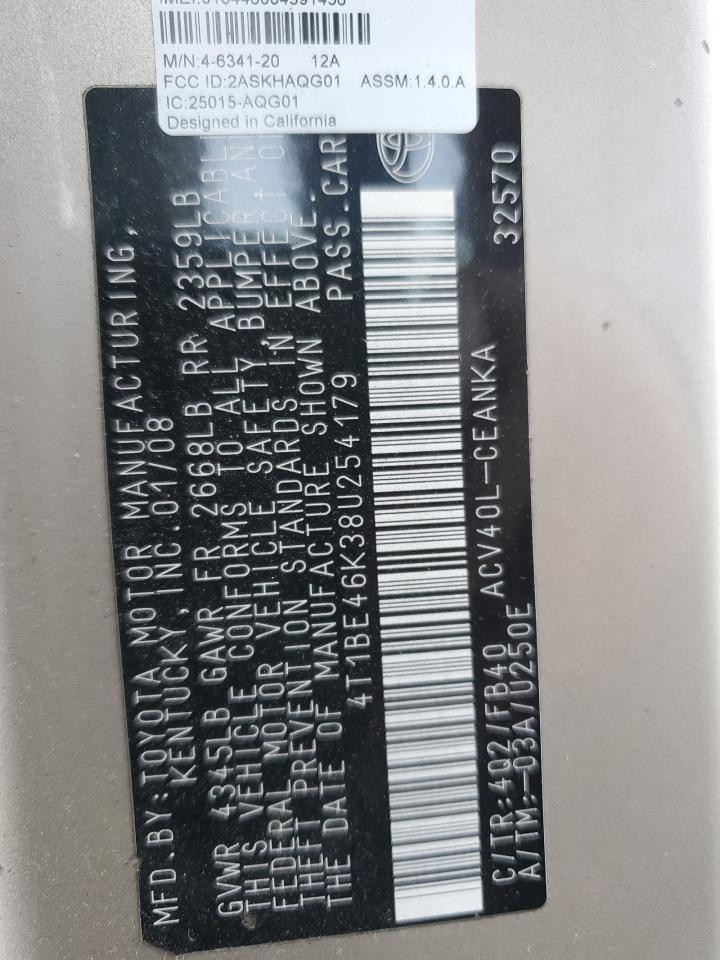 M/N:4-6341-20 12A
FCC ID:2ASKHAQG01 ASSM:1.4.0.A
IC:25015-AQG01
Designed in California
MFD.BY:TOYOTA MOTOR MANUFACTURING,
KENTUCKY,INC.01/08
GVWR 4345LB GAWR FR 2668LB RR 2359LB
THIS VEHICLE CONFORMS TO ALL APPLICABLE
FEDERAL MOTOR VEHICLE SAFETY,BUMPER AND
THEFT PREVENTION STANDARDS IN EFFECT ON
THE DATE OF MANUFACTURE SHOWN ABOVE.
4T1BE46K38U254179 PASS.CAR
C/TR:4Q2/FB40 ACV40L-CEANKA 32570
A/TM:-03A/U250E